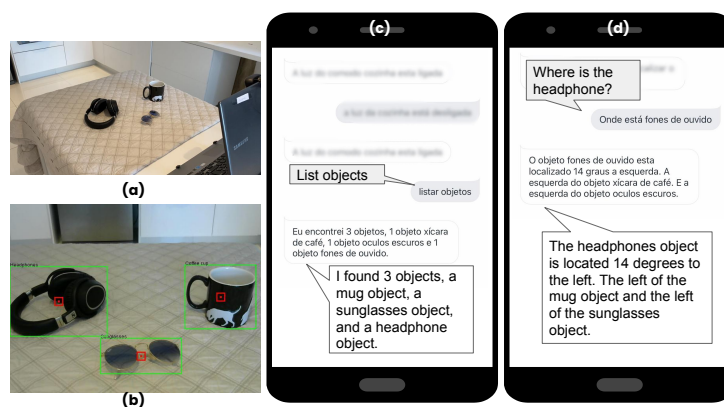 (a)
Headphones
Coffee cup
Sunglasses
(b)
(c)
List objects
listar objetos
Eu encontrei 3 objetos, 1 objeto xícara
de café, 1 objeto oculos escuros e 1
objeto fones de ouvido.
I found 3 objects, a
mug object, a
sunglasses object,
and a headphone
object.
(d)
Where is the
headphone?
Onde está fones de ouvido
O objeto fones de ouvido esta
localizado 14 graus a esquerda. A
esquerda do objeto xícara de café. E a
esquerda do objeto oculos escuros.
The headphones object
is located 14 degrees to
the left. The left of the
mug object and the left
of the sunglasses
object.